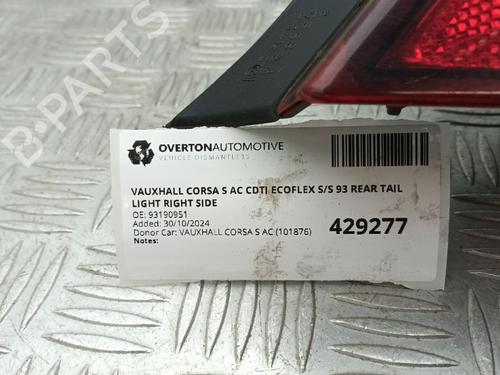 OVERTONAUTOMOTIVE
VEHICLE DISMANTLERS
VAUXHALL CORSA S AC CDTI ECOFLEX S/S 93 REAR TAIL
LIGHT RIGHT SIDE
OE: 93190951
Added: 30/10/2024
Donor Car: VAUXHALL CORSA S AC (101876)
Notes:
429277